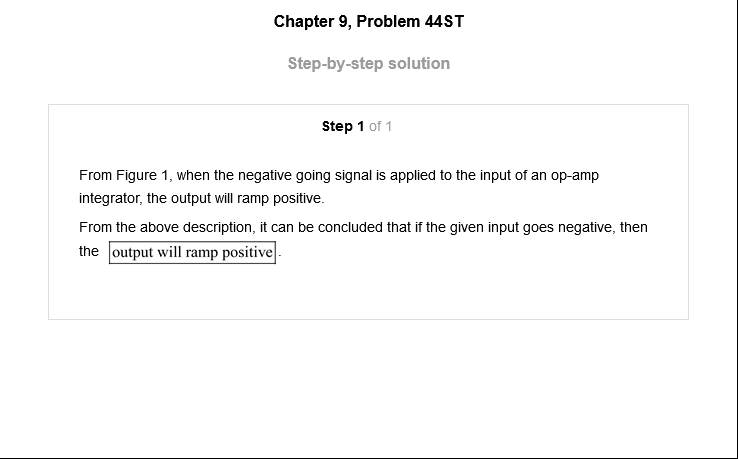 Chapter 9, Problem 44ST
Step-by-step solution
Step 1 of 1
From Figure 1, when the negative going signal is applied to the input of an op-amp
integrator, the output will ramp positive.
From the above description, it can be concluded that if the given input goes negative, then
the output will ramp positive.